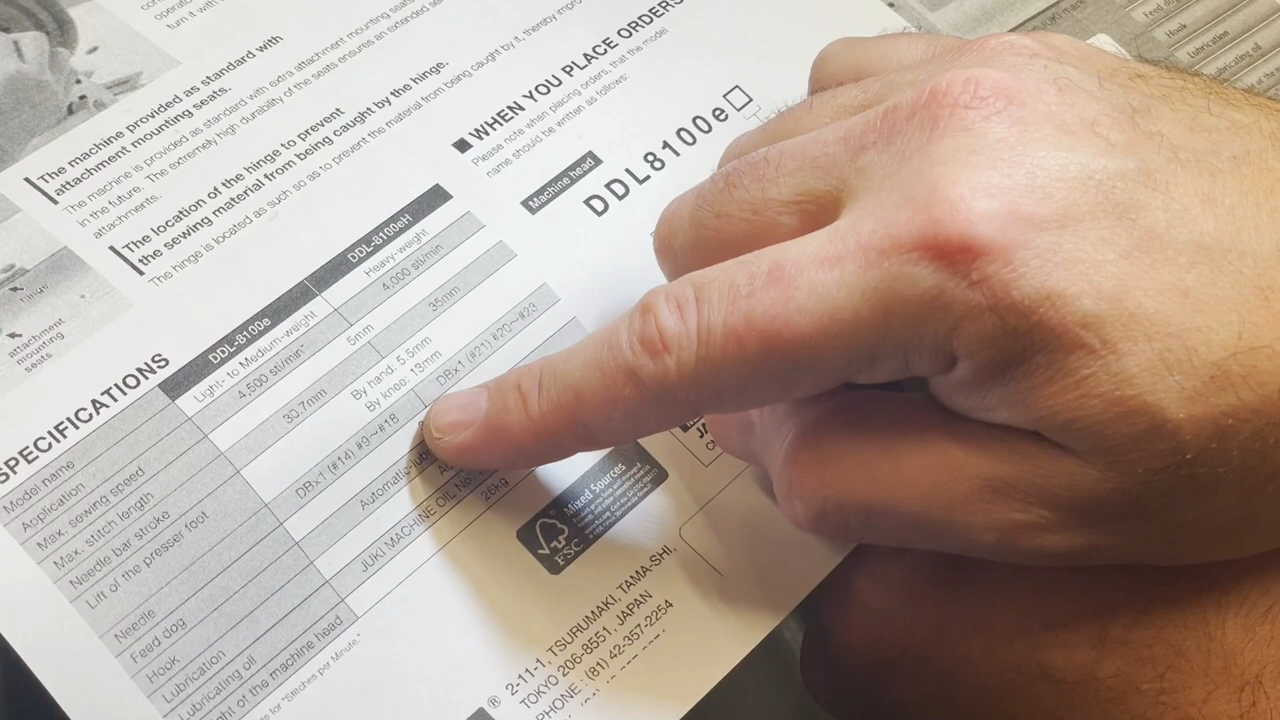 The machine provided as standard with
attachment mounting seats.
The machine is provided as standard with extra attachment mounting seats
in the future. The extremely high durability of the seats ensures an extended
attachments.
The location of the hinge to prevent
the sewing material from being caught by the hinge.
The hinge is located as such so as to prevent the material from being caught by it, thereby
hinge
attachment
mounting
seats
■ WHEN YOU PLACE ORDERS
Please note when placing orders, that the model
name should be written as follows:
Machine head
DDL8100e□
SPECIFICATIONS
Model name DDL-8100e DDL-8100eH
Application Light- to Medium-weight Heavy-weight
Max. sewing speed 4,500 sti/min* 4,000 sti/min
Max. stitch length 5mm
Needle bar stroke 30.7mm 35mm
Lift of the presser foot By hand: 5.5mm
By knee: 13mm
Needle DB×1 (#14) #9~#18 DB×1 (#21) #20~#23
Feed dog
Hook
Lubrication
Lubricating oil JUKI MACHINE OIL No.
of the machine head 26kg
"Stitches per Minute."
FSC
Mixed Sources
® 2-11-1, TSURUMAKI, TAMA-SHI,
TOKYO 206-8551, JAPAN
PHONE : (81) 42-357-2254
Feed dog
Hook
Lubrication
Lubricating oil